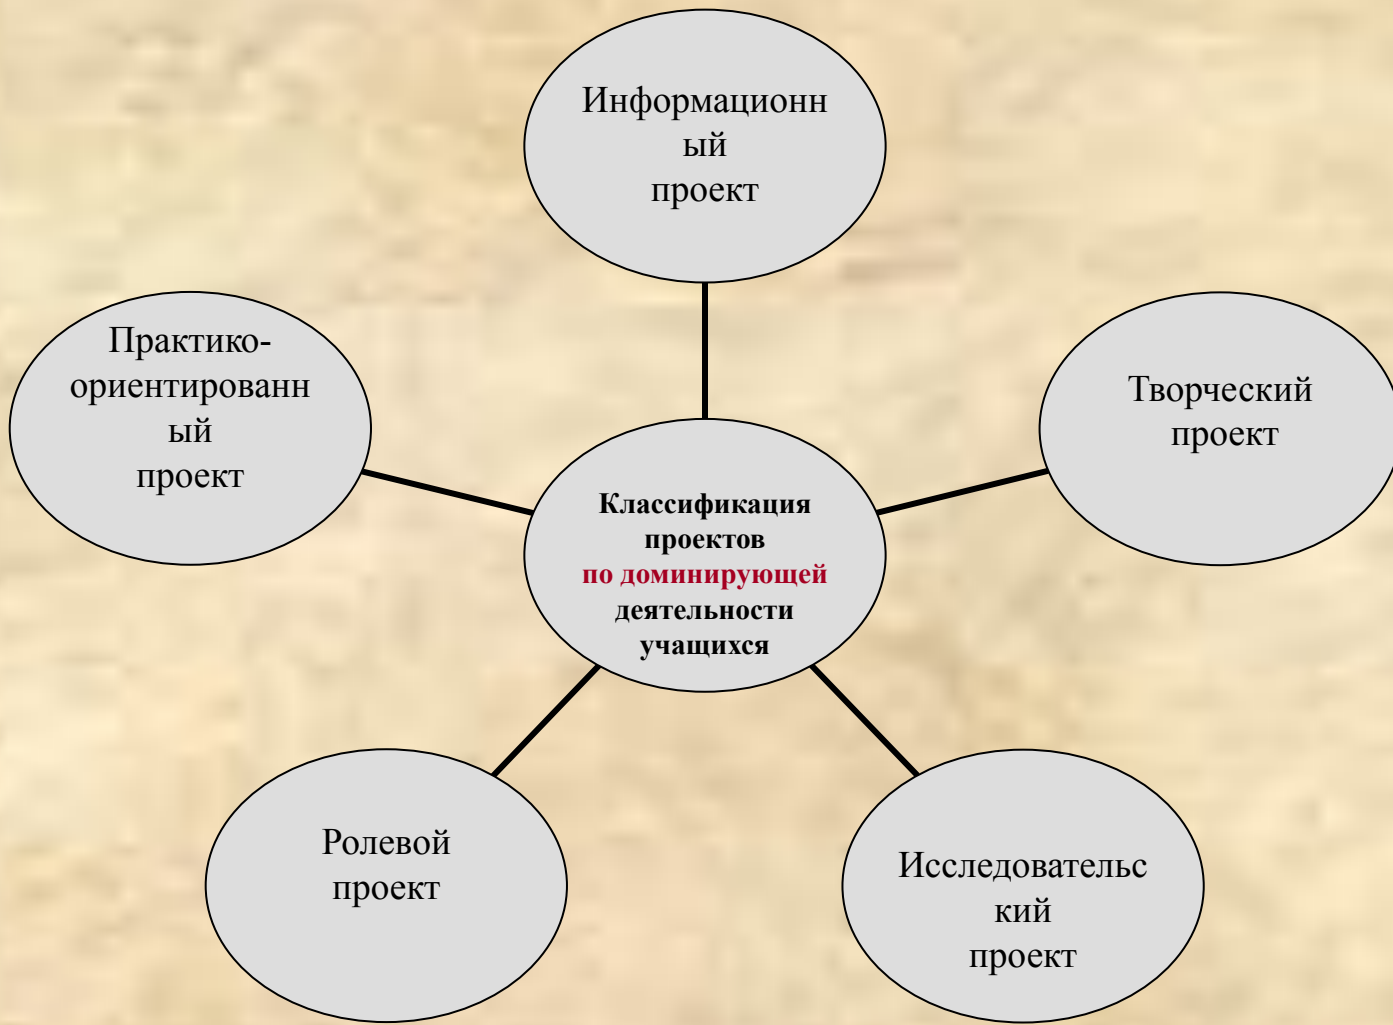 Информационн
ый
проект
Практико-
ориентированн
ый
проект
Творческий
проект
Классификация
проектов
по доминирующей
деятельности
учащихся
Ролевой
проект
Исследовательс
кий
проект